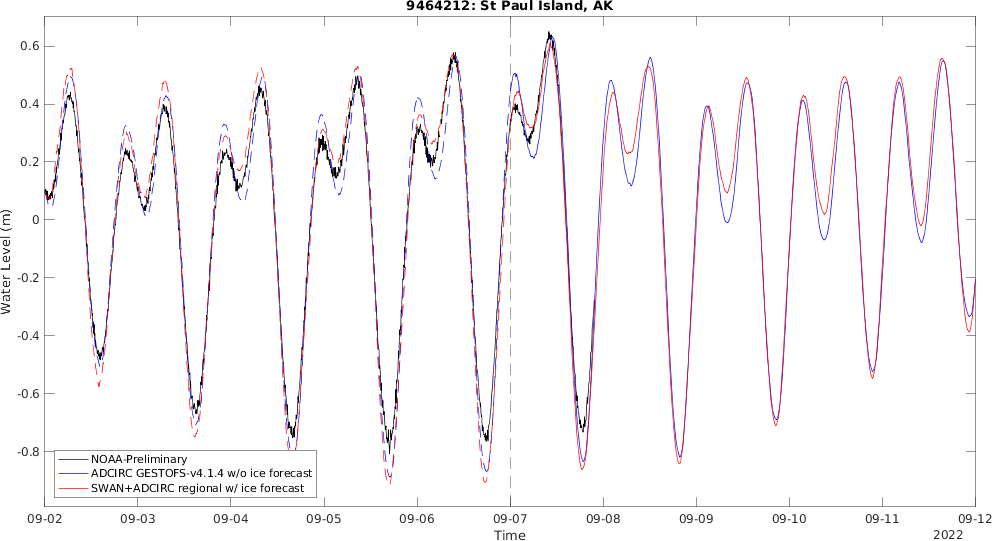 9464212: St Paul Island, AK
Water Level (m)
0.6
0.4
0.2
0
-0.2
-0.4
-0.6
-0.8
NOAA-Preliminary
ADCIRC GESTOFS-v4.1.4 w/o ice forecast
SWAN+ADCIRC regional w/ ice forecast
09-02 09-03 09-04 09-05 09-06 09-07 09-08 09-09 09-10 09-11 09-12
Time
2022